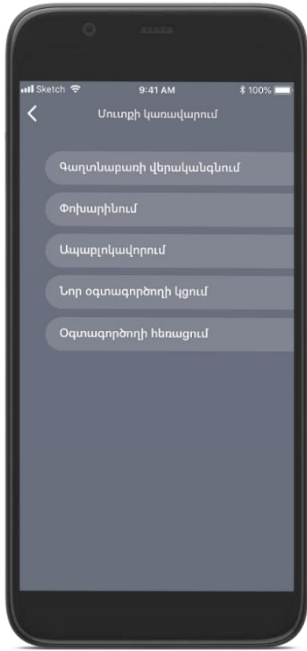 Sketch 9:41 AM 100%
Մուտքի կառավարում
Գաղտնաբառի վերականգնում
Փոխարինում
Ապաբլոկավորում
Նոր օգտագործողի կցում
Օգտագործողի հեռացում